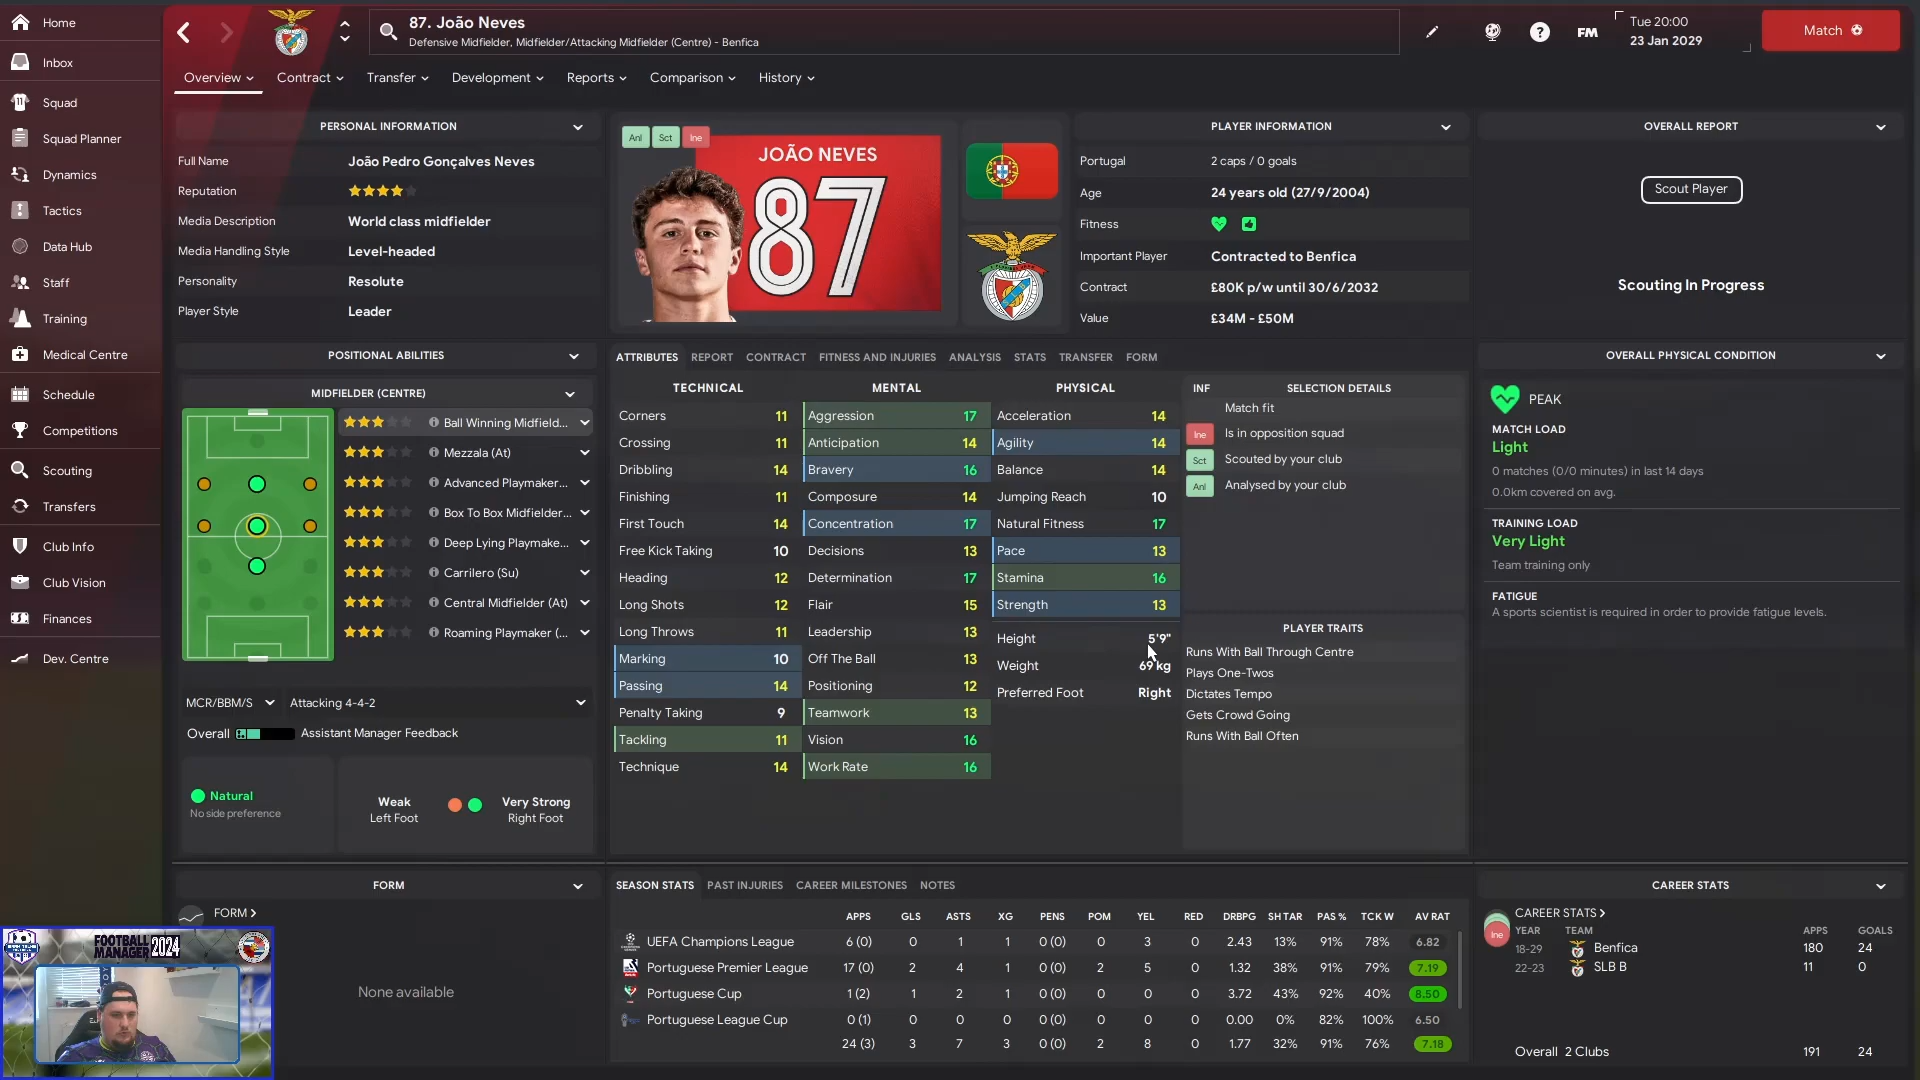 Home
Inbox
Squad
Squad Planner
Dynamics
Tactics
Data Hub
Staff
Training
Medical Centre
Schedule
Competitions
Scouting
Transfers
Club Info
Club Vision
Finances
Dev. Centre
87. João Neves
Defensive Midfielder, Midfielder/Attacking Midfielder (Centre) - Benfica
FM
Tue 20:00
23 Jan 2029
Match
Overview Contract Transfer Development Reports Comparison History
PERSONAL INFORMATION
Full Name João Pedro Gonçalves Neves
Reputation
Media Description World class midfielder
Media Handling Style Level-headed
Personality Resolute
Player Style Leader
Anl Sct Ine
JOÃO NEVES
87
PLAYER INFORMATION
Portugal 2 caps / 0 goals
Age 24 years old (27/9/2004)
Fitness
Important Player Contracted to Benfica
Contract £80K p/w until 30/6/2032
Value £34M - £50M
OVERALL REPORT
Scout Player
Scouting In Progress
POSITIONAL ABILITIES
MIDFIELDER (CENTRE)
Ball Winning Midfield...
Mezzala (At)
Advanced Playmaker...
Box To Box Midfielder...
Deep Lying Playmake...
Carrilero (Su)
Central Midfielder (At)
Roaming Playmaker (...
MCR/BBM/S Attacking 4-4-2
Overall Assistant Manager Feedback
Natural
No side preference
Weak
Left Foot
Very Strong
Right Foot
ATTRIBUTES REPORT CONTRACT FITNESS AND INJURIES ANALYSIS STATS TRANSFER FORM
TECHNICAL
Corners 11
Crossing 11
Dribbling 14
Finishing 11
First Touch 14
Free Kick Taking 10
Heading 12
Long Shots 12
Long Throws 11
Marking 10
Passing 14
Penalty Taking 9
Tackling 11
Technique 14
MENTAL
Aggression 17
Anticipation 14
Bravery 16
Composure 14
Concentration 17
Decisions 13
Determination 17
Flair 15
Leadership 13
Off The Ball 13
Positioning 12
Teamwork 13
Vision 16
Work Rate 16
PHYSICAL
Acceleration 14
Agility 14
Balance 14
Jumping Reach 10
Natural Fitness 17
Pace 13
Stamina 16
Strength 13
Height 5'9"
Weight 69 kg
Preferred Foot Right
INF SELECTION DETAILS
Match fit
Ine Is in opposition squad
Sct Scouted by your club
Anl Analysed by your club
PLAYER TRAITS
Runs With Ball Through Centre
Plays One-Twos
Dictates Tempo
Gets Crowd Going
Runs With Ball Often
OVERALL PHYSICAL CONDITION
PEAK
MATCH LOAD
Light
0 matches (0/0 minutes) in last 14 days
0.0km covered on avg.
TRAINING LOAD
Very Light
Team training only
FATIGUE
A sports scientist is required in order to provide fatigue levels.
FORM
FORM
None available
FOOTBALL
MANAGER 2024
SEASON STATS PAST INJURIES CAREER MILESTONES NOTES
APPS GLS ASTS XG PENS POM YEL RED DRBPG SH TAR PAS % TCK W AV RAT
UEFA Champions League 6 (0) 0 1 1 0 (0) 0 3 0 2.43 13% 91% 78% 6.82
Portuguese Premier League 17 (0) 2 4 1 0 (0) 2 5 0 1.32 38% 91% 79% 7.19
Portuguese Cup 1 (2) 1 2 1 0 (0) 0 0 0 3.72 43% 92% 40% 8.50
Portuguese League Cup 0 (1) 0 0 0 0 (0) 0 0 0 0.00 0% 82% 100% 6.50
24 (3) 3 7 3 0 (0) 2 8 0 1.77 32% 91% 76% 7.18
CAREER STATS
CAREER STATS
Ine
YEAR TEAM APPS GOALS
18-29 Benfica 180 24
22-23 SLB B 11 0
Overall 2 Clubs 191 24